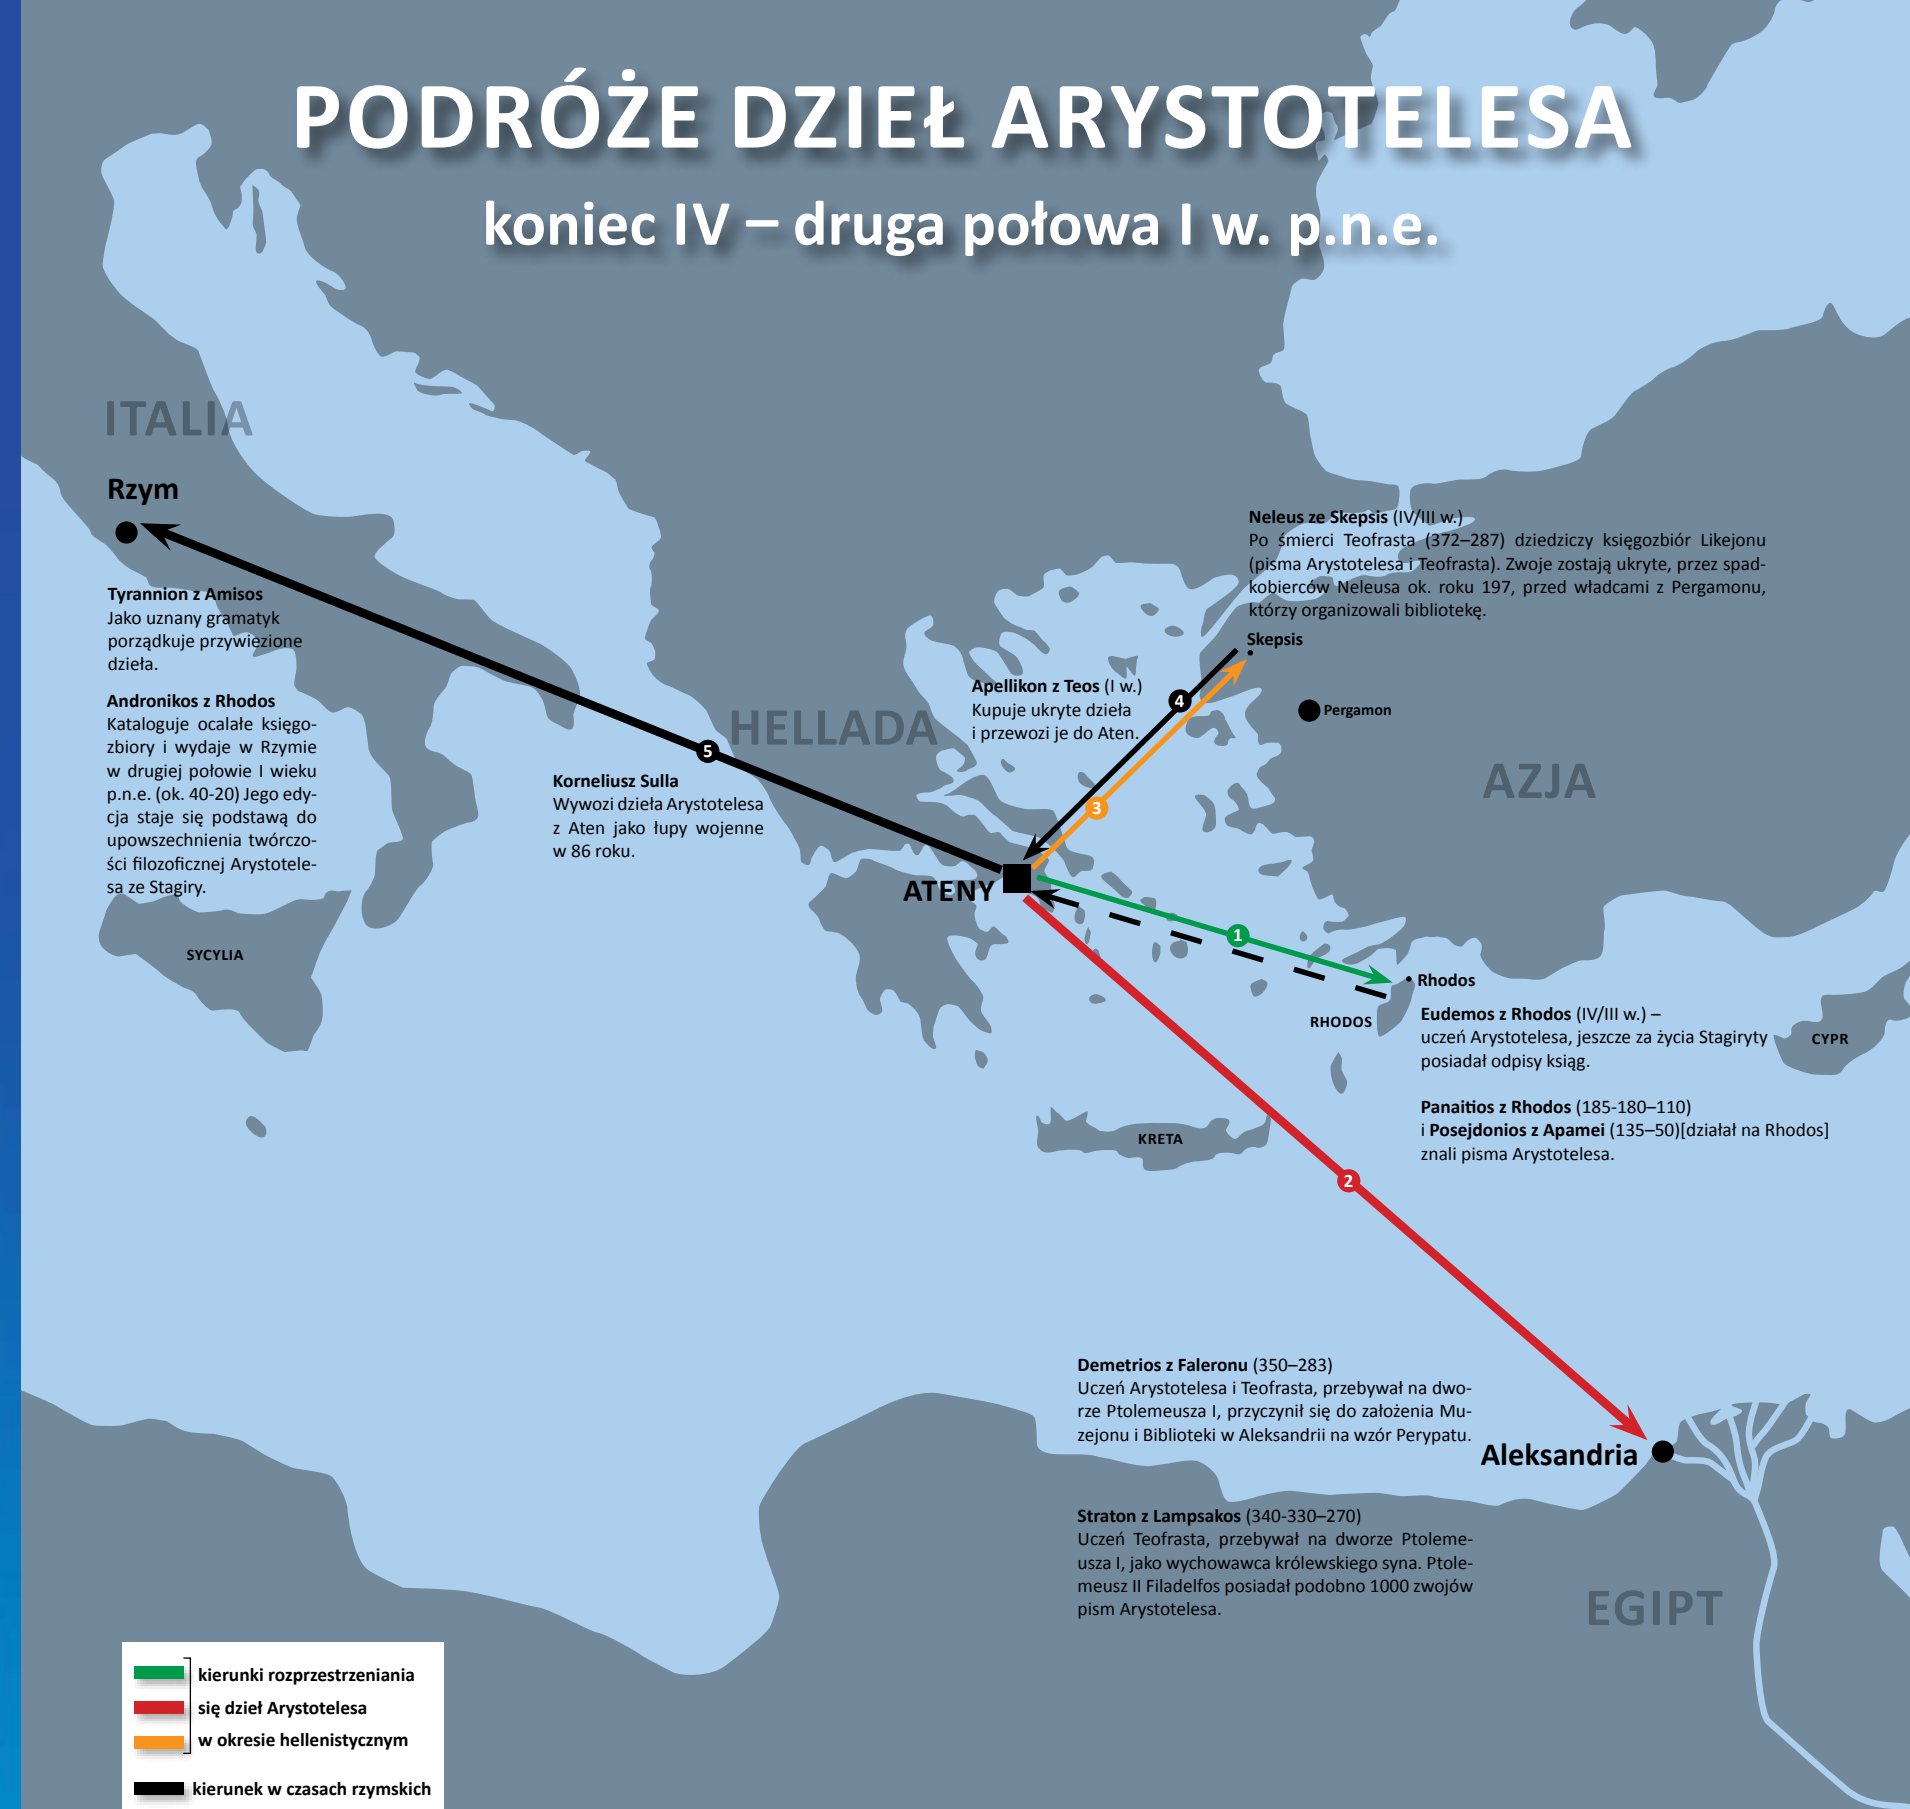 PODRÓŻE DZIEŁ ARYSTOTELESA
koniec IV – druga połowa I w. p.n.e.
ITALIA
Rzym
Tyrannion z Amisos
Jako uznany gramatyk
porządkuje przywiezione
dzieła.
Andronikos z Rhodos
Kataloguje ocalałe księgo-
zbiory i wydaje w Rzymie
w drugiej połowie I wieku
p.n.e. (ok. 40-20) Jego edy-
cja staje się podstawą do
upowszechnienia twórczo-
ści filozoficznej Arystotele-
sa ze Stagiry.
SYCYLIA
5
HELLADA
Korneliusz Sulla
Wywozi dzieła Arystotelesa
z Aten jako łupy wojenne
w 86 roku.
Neleus ze Skepsis (IV/III w.)
Po śmierci Teofrasta (372–287) dziedziczy księgozbiór Likejonu
(pisma Arystotelesa i Teofrasta). Zwoje zostają ukryte, przez spad-
kobierców Neleusa ok. roku 197, przed władcami z Pergamonu,
którzy organizowali bibliotekę.
Skepsis
Apellikon z Teos (I w.)
Kupuje ukryte dzieła
i przewozi je do Aten.
4
Pergamon
AZJA
3
ATENY
1
Rhodos
RHODOS
Eudemos z Rhodos (IV/III w.) –
uczeń Arystotelesa, jeszcze za życia Stagiryty
posiadał odpisy ksiąg.
CYPR
Panaitios z Rhodos (185-180–110)
i Posejdonios z Apamei (135–50)[działał na Rhodos]
znali pisma Arystotelesa.
KRETA
2
Demetrios z Faleronu (350–283)
Uczeń Arystotelesa i Teofrasta, przebywał na dwo-
rze Ptolemeusza I, przyczynił się do założenia Mu-
zejonu i Biblioteki w Aleksandrii na wzór Perypatu.
Aleksandria
Straton z Lampsakos (340-330–270)
Uczeń Teofrasta, przebywał na dworze Ptoleme-
usza I, jako wychowawca królewskiego syna. Ptole-
meusz II Filadelfos posiadał podobno 1000 zwojów
pism Arystotelesa.
EGIPT
kierunki rozprzestrzeniania
się dzieł Arystotelesa
w okresie hellenistycznym
kierunek w czasach rzymskich